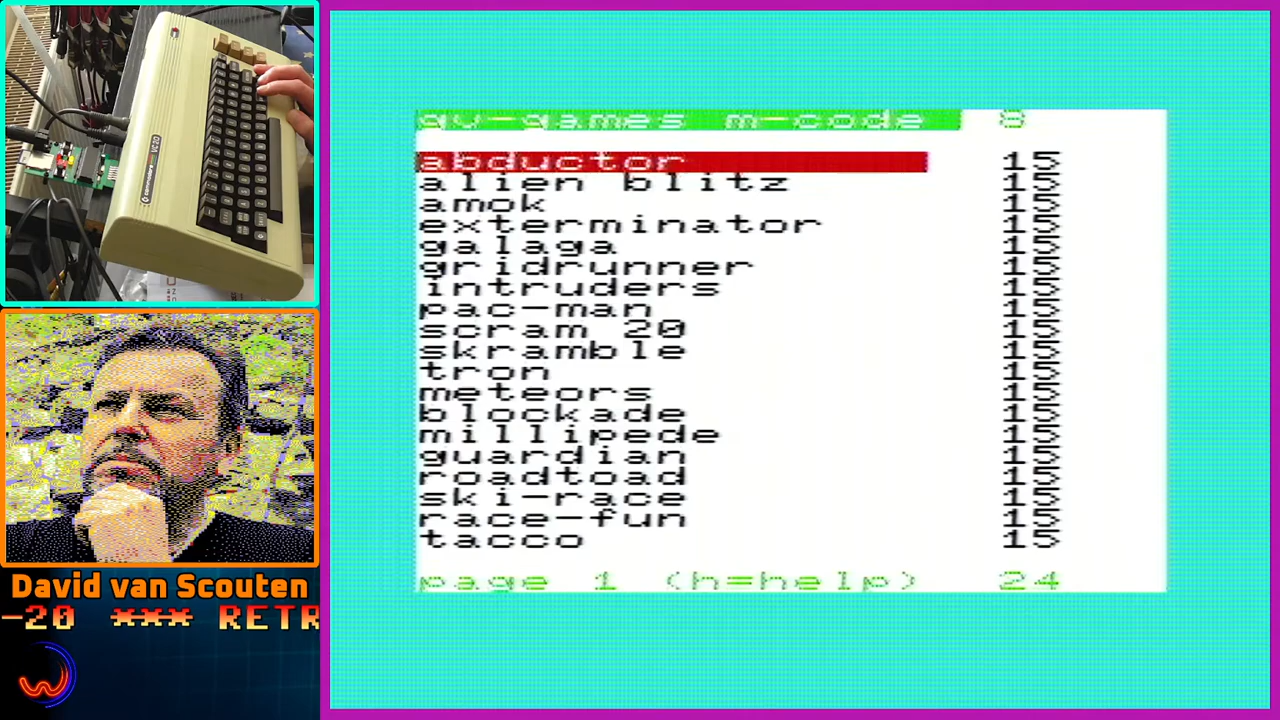 gv-games m-code 8
abductor 15
alien blitz 15
amok 15
exterminator 15
galaga 15
gridrunner 15
intruders 15
pac-man 15
scram 20 15
skramble 15
tron 15
meteors 15
blockade 15
millipede 15
guardian 15
roadtoad 15
ski-race 15
race-fun 15
tacco 15
page 1 (h=help) 24
David van Scouten
-20 *** RETR